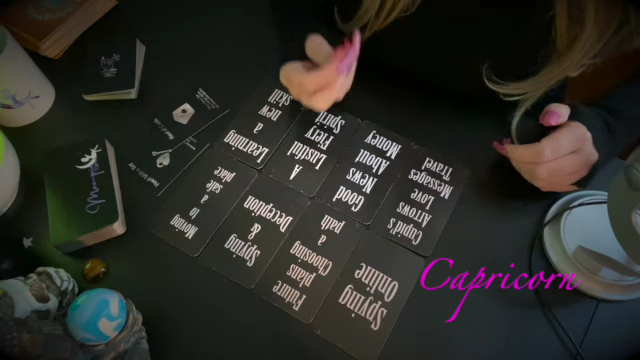 Learning
a
new
skill
A
Lustful
Fiery
Spirit
Good
News
About
Money
Cupid's
Arrows
Love
Messages
Travel
Moving
to
a
safe
place
Spying
Deception
Future
plans
Choosing
a
path
Spying
Online
Capricorn